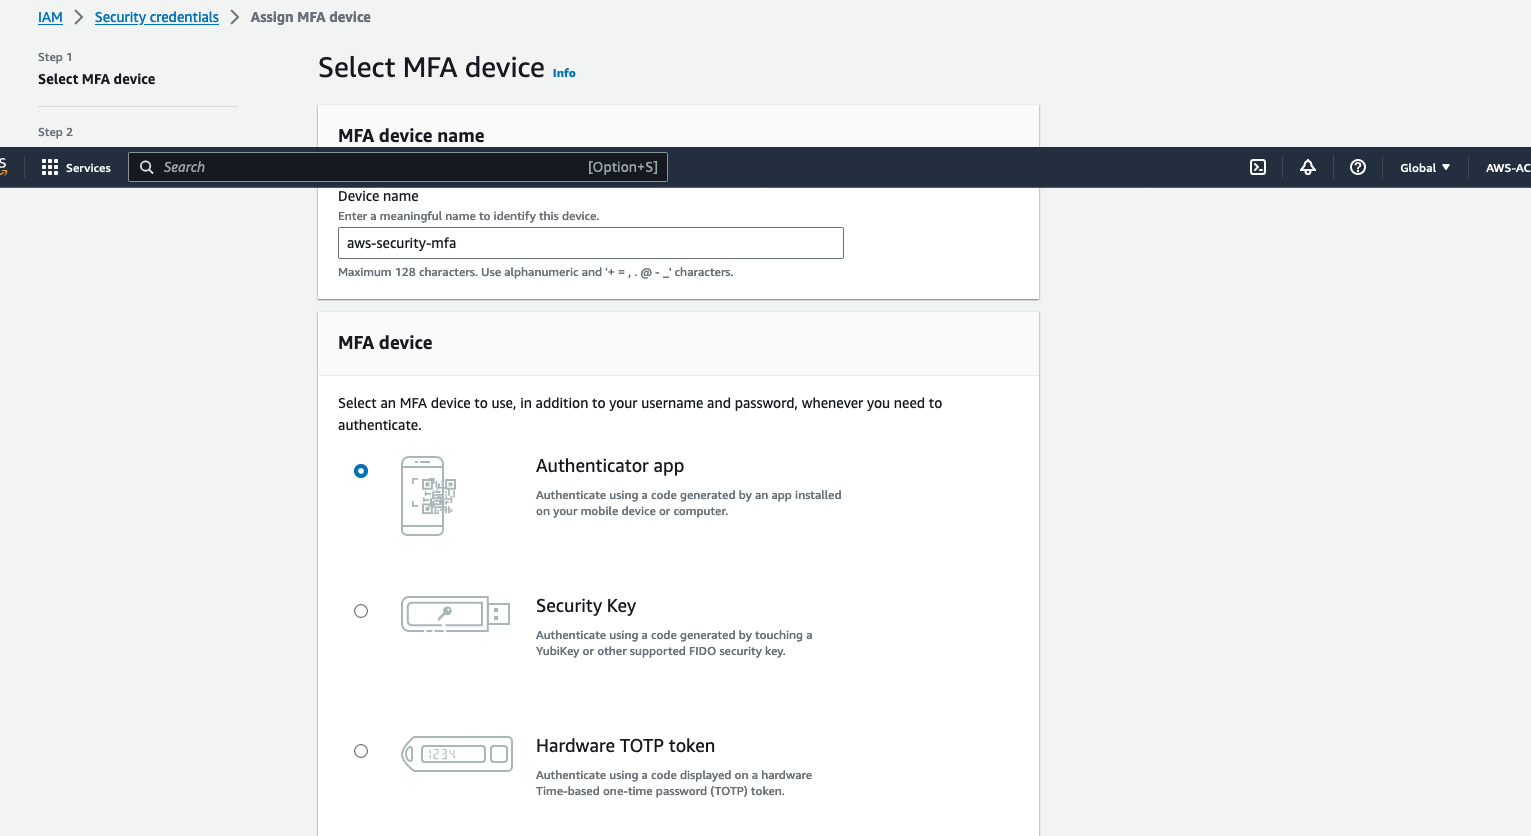 IAM > Security credentials > Assign MFA device
Step 1
Select MFA device
Step 2
Select MFA device Info
MFA device name
Services
Search [Option+S]
Global
AWS-AC
Device name
Enter a meaningful name to identify this device.
aws-security-mfa
Maximum 128 characters. Use alphanumeric and '+ = , . @ - _' characters.
MFA device
Select an MFA device to use, in addition to your username and password, whenever you need to
authenticate.
Authenticator app
Authenticate using a code generated by an app installed
on your mobile device or computer.
Security Key
Authenticate using a code generated by touching a
YubiKey or other supported FIDO security key.
1234
Hardware TOTP token
Authenticate using a code displayed on a hardware
Time-based one-time password (TOTP) token.